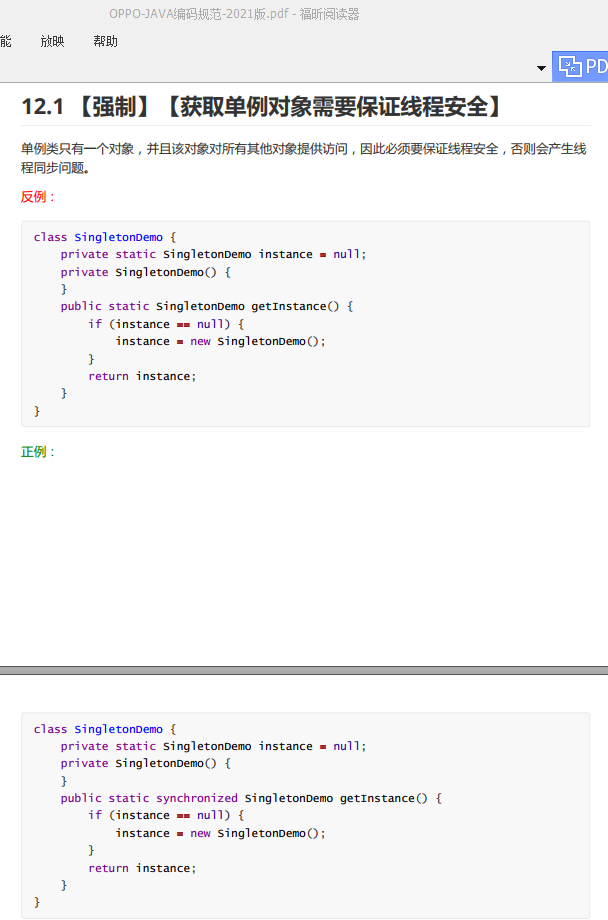 OPPO-JAVA编码规范-2021版.pdf - 福昕阅读器
能 放映 帮助
PD
12.1 【强制】【获取单例对象需要保证线程安全】
单例类只有一个对象，并且该对象对所有其他对象提供访问，因此必须要保证线程安全，否则会产生线
程同步问题。
反例：
class SingletonDemo {
    private static SingletonDemo instance = null;
    private SingletonDemo() {
    }
    public static SingletonDemo getInstance() {
        if (instance == null) {
            instance = new SingletonDemo();
        }
        return instance;
    }
}
正例：
class SingletonDemo {
    private static SingletonDemo instance = null;
    private SingletonDemo() {
    }
    public static synchronized SingletonDemo getInstance() {
        if (instance == null) {
            instance = new SingletonDemo();
        }
        return instance;
    }
}